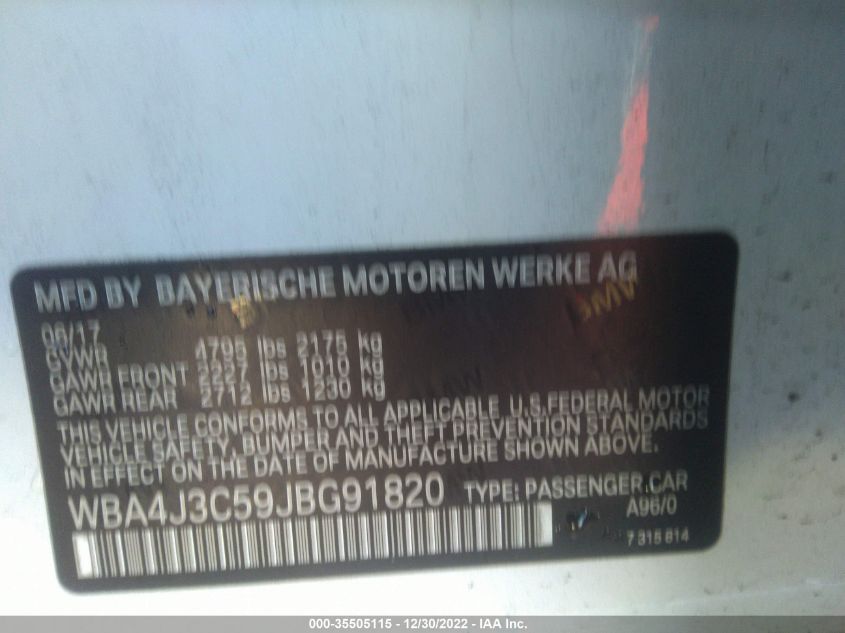 MFD BY BAYERISCHE MOTOREN WERKE AG
06/17
GVWR 4795 lbs 2175 kg
GAWR FRONT 2227 lbs 1010 kg
GAWR REAR 2712 lbs 1230 kg
THIS VEHICLE CONFORMS TO ALL APPLICABLE U.S.FEDERAL MOTOR
VEHICLE SAFETY, BUMPER AND THEFT PREVENTION STANDARDS
IN EFFECT ON THE DATE OF MANUFACTURE SHOWN ABOVE.
WBA4J3C59JBG91820 TYPE: PASSENGER CAR
A96/0
7 315 814
000-35505115 - 12/30/2022 - IAA Inc.